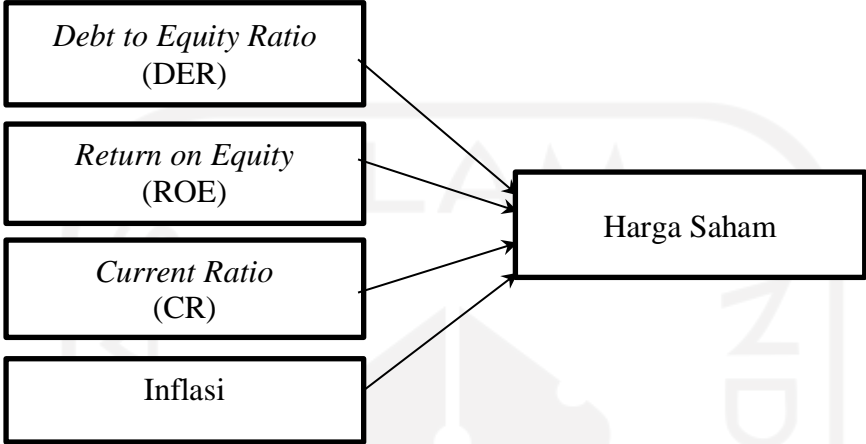 Debt to Equity Ratio
(DER)
Return on Equity
(ROE)
Current Ratio
(CR)
Inflasi
Harga Saham